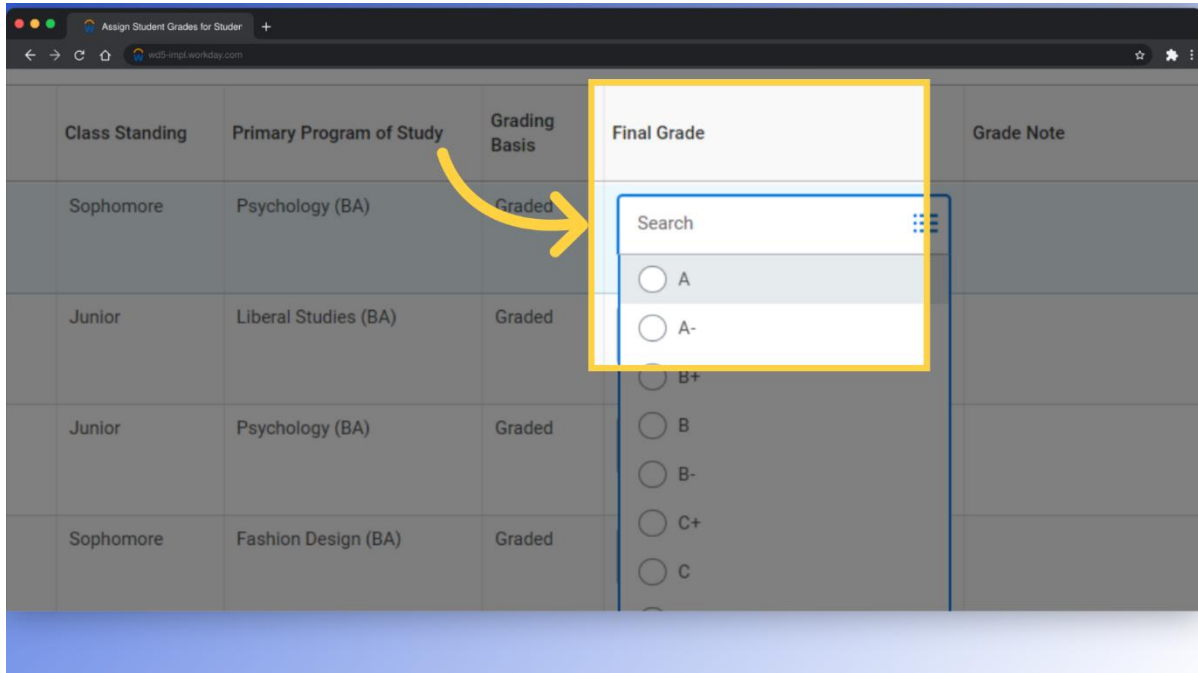 Assign Student Grades for Studer
wd5-impl.workday.com
Class Standing
Primary Program of Study
Grading
Basis
Final Grade
Grade Note
Sophomore
Psychology (BA)
Graded
Search
A
Junior
Liberal Studies (BA)
Graded
A-
B+
Junior
Psychology (BA)
Graded
B
B-
Sophomore
Fashion Design (BA)
Graded
C+
C